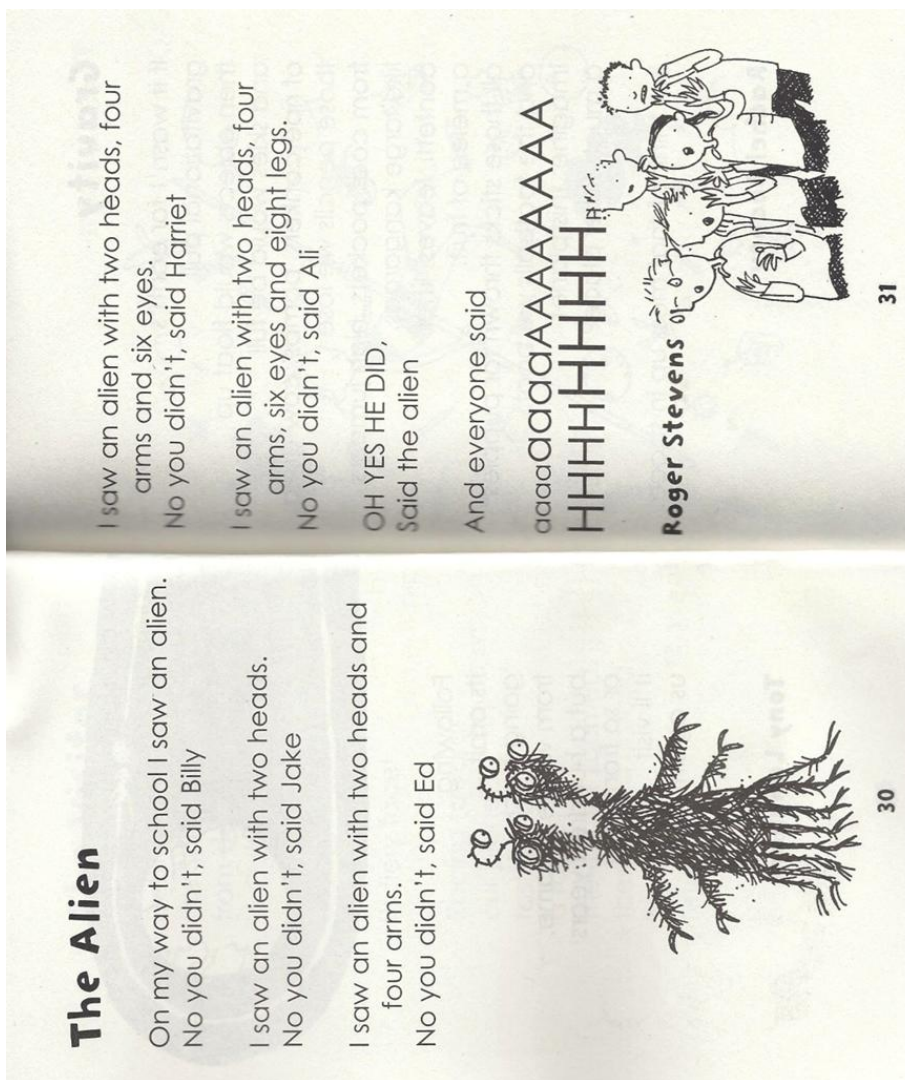 The Alien
On my way to school I saw an alien.
No you didn't, said Billy
I saw an alien with two heads.
No you didn't, said Jake
I saw an alien with two heads and
four arms.
No you didn't, said Ed
30
I saw an alien with two heads, four
arms and six eyes.
No you didn't, said Harriet
I saw an alien with two heads, four
arms, six eyes and eight legs.
No you didn't, said Ali
OH YES HE DID,
Said the alien
And everyone said
aaaaaaaaaAAAAAAAAA
HHHHHHHHHH!!
Roger Stevens
31